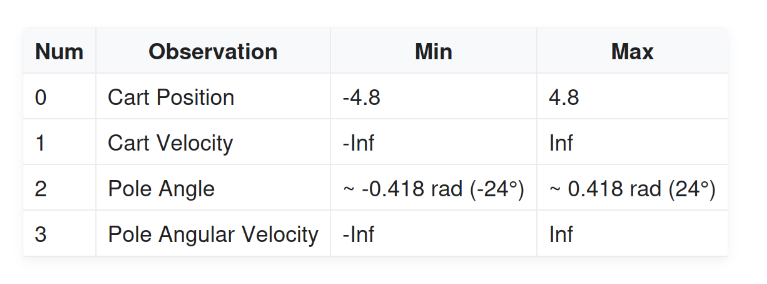 Num Observation Min Max
0 Cart Position -4.8 4.8
1 Cart Velocity -Inf Inf
2 Pole Angle ~ -0.418 rad (-24°) ~ 0.418 rad (24°)
3 Pole Angular Velocity -Inf Inf